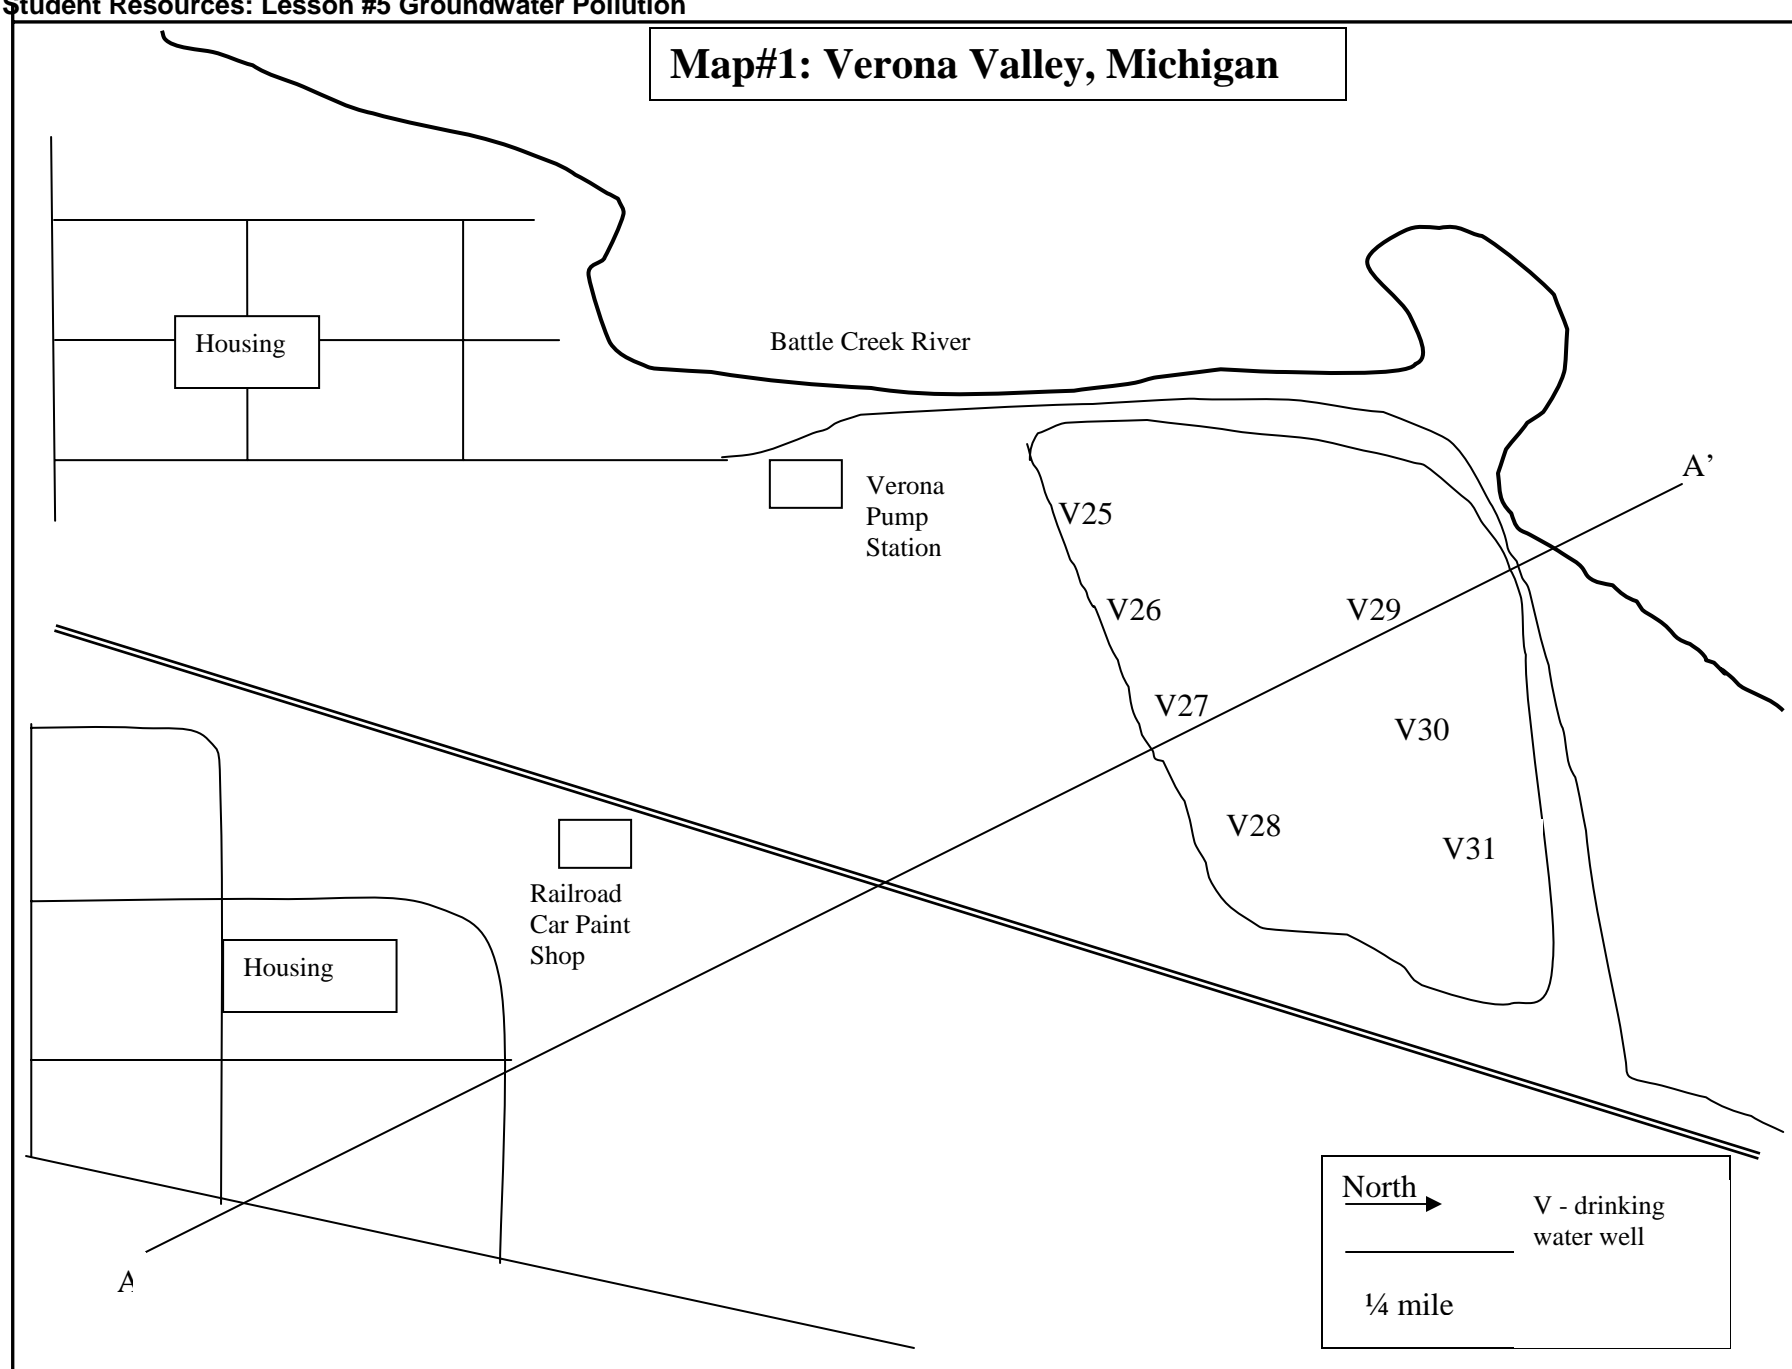 Student Resources: Lesson #5 Groundwater Pollution
Map#1: Verona Valley, Michigan
Housing
Battle Creek River
A’
Verona
Pump
Station
V25
V26
V29
V27
V30
V28
V31
Railroad
Car Paint
Shop
Housing
North
V - drinking
water well
A
¼ mile